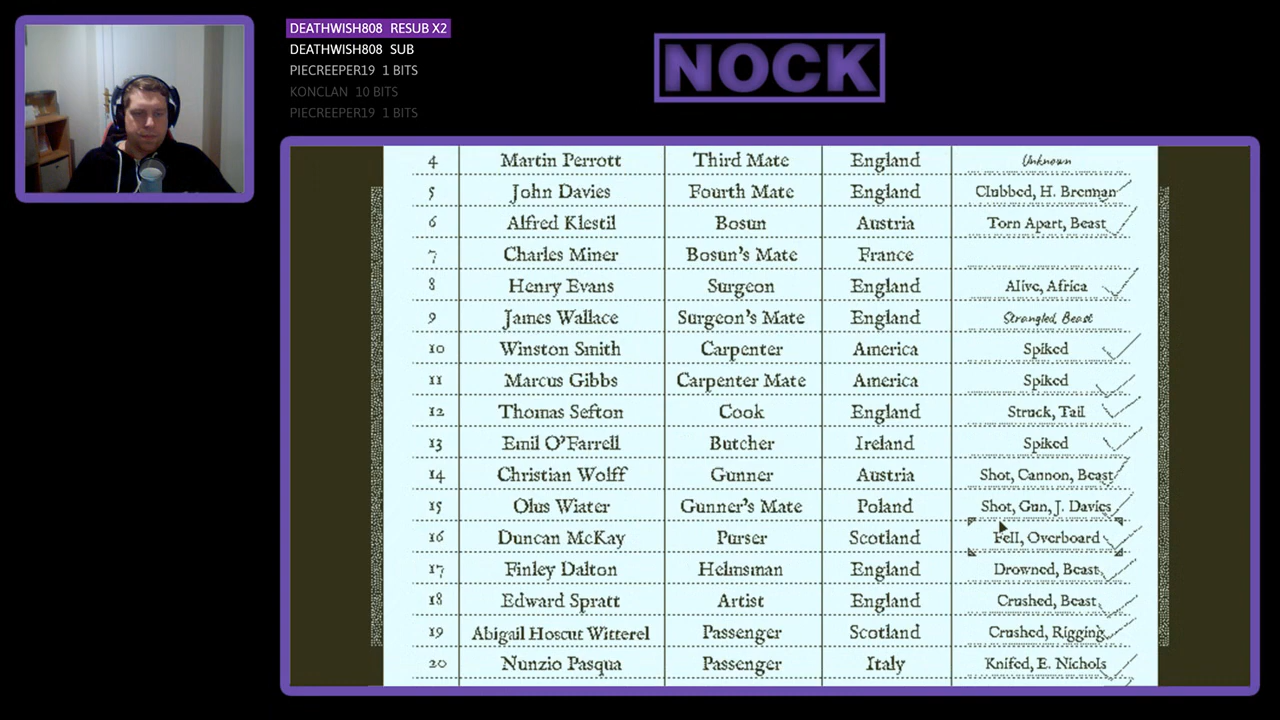 DEATHWISH808 RESUB X2
DEATHWISH808 SUB
PIECREEPER19 1 BITS
KONCLAN 10 BITS
PIECREEPER19 1 BITS
NOCK
4 Martin Perrott Third Mate England Unknown
5 John Davies Fourth Mate England Clubbed, H. Brennan
6 Alfred Klestil Bosun Austria Torn Apart, Beast
7 Charles Miner Bosun's Mate France
8 Henry Evans Surgeon England Alive, Africa
9 James Wallace Surgeon's Mate England Strangled, Beast
10 Winston Smith Carpenter America Spiked
11 Marcus Gibbs Carpenter Mate America Spiked
12 Thomas Sefton Cook England Struck, Tail
13 Emil O'Farrell Butcher Ireland Spiked
14 Christian Wolff Gunner Austria Shot, Cannon, Beast
15 Olus Wiater Gunner's Mate Poland Shot, Gun, J. Davies
16 Duncan McKay Purser Scotland Fell, Overboard
17 Finley Dalton Helmsman England Drowned, Beast
18 Edward Spratt Artist England Crushed, Beast
19 Abigail Hoscut Witterel Passenger Scotland Crushed, Rigging
20 Nunzio Pasqua Passenger Italy Knifed, E. Nichols